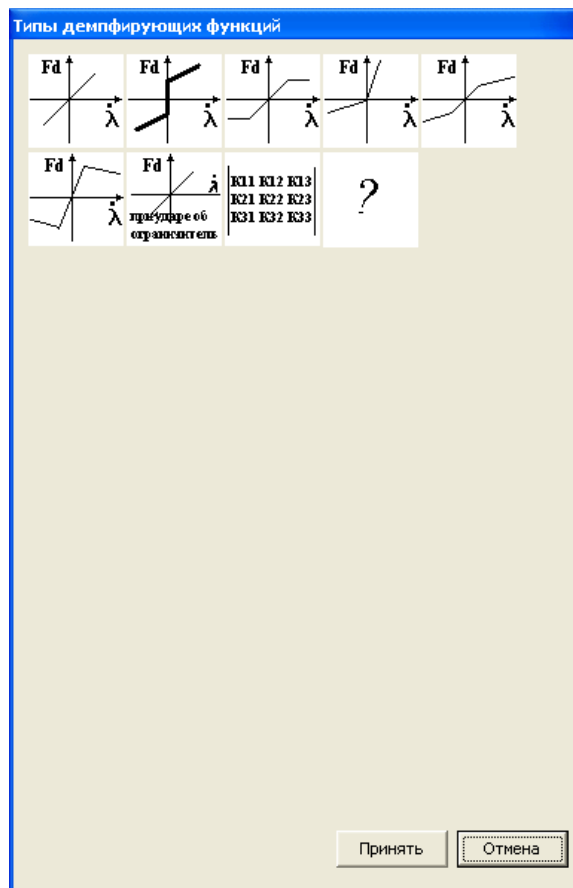 Типы демпфирующих функций
Fd Fd Fd Fd Fd
λ̇ λ̇ λ̇ λ̇ λ̇
Fd Fd
λ̇ λ̇
при ударе об
ограничитель
K11 K12 K13
K21 K22 K23
K31 K32 K33
?
Принять Отмена